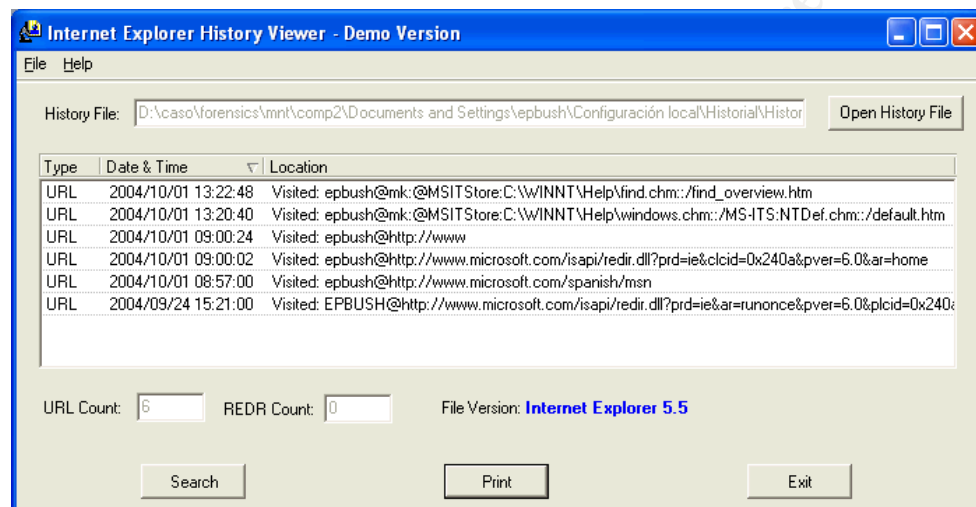 Internet Explorer History Viewer - Demo Version
File Help
History File: D:\caso\forensics\mnt\comp2\Documents and Settings\epbush\Configuración local\Historial\Histor Open History File
Type Date & Time Location
URL 2004/10/01 13:22:48 Visited: epbush@mk:@MSITStore:C:\WINNT\Help\find.chm::/find_overview.htm
URL 2004/10/01 13:20:40 Visited: epbush@mk:@MSITStore:C:\WINNT\Help\windows.chm::/MS-ITS:NTDef.chm::/default.htm
URL 2004/10/01 09:00:24 Visited: epbush@http://www
URL 2004/10/01 09:00:02 Visited: epbush@http://www.microsoft.com/isapi/redir.dll?prd=ie&clcid=0x240a&pver=6.0&ar=home
URL 2004/10/01 08:57:00 Visited: epbush@http://www.microsoft.com/spanish/msn
URL 2004/09/24 15:21:00 Visited: EPBUSH@http://www.microsoft.com/isapi/redir.dll?prd=ie&ar=runonce&pver=6.0&plcid=0x240a
URL Count: 6 REDR Count: 0 File Version: Internet Explorer 5.5
Search Print Exit